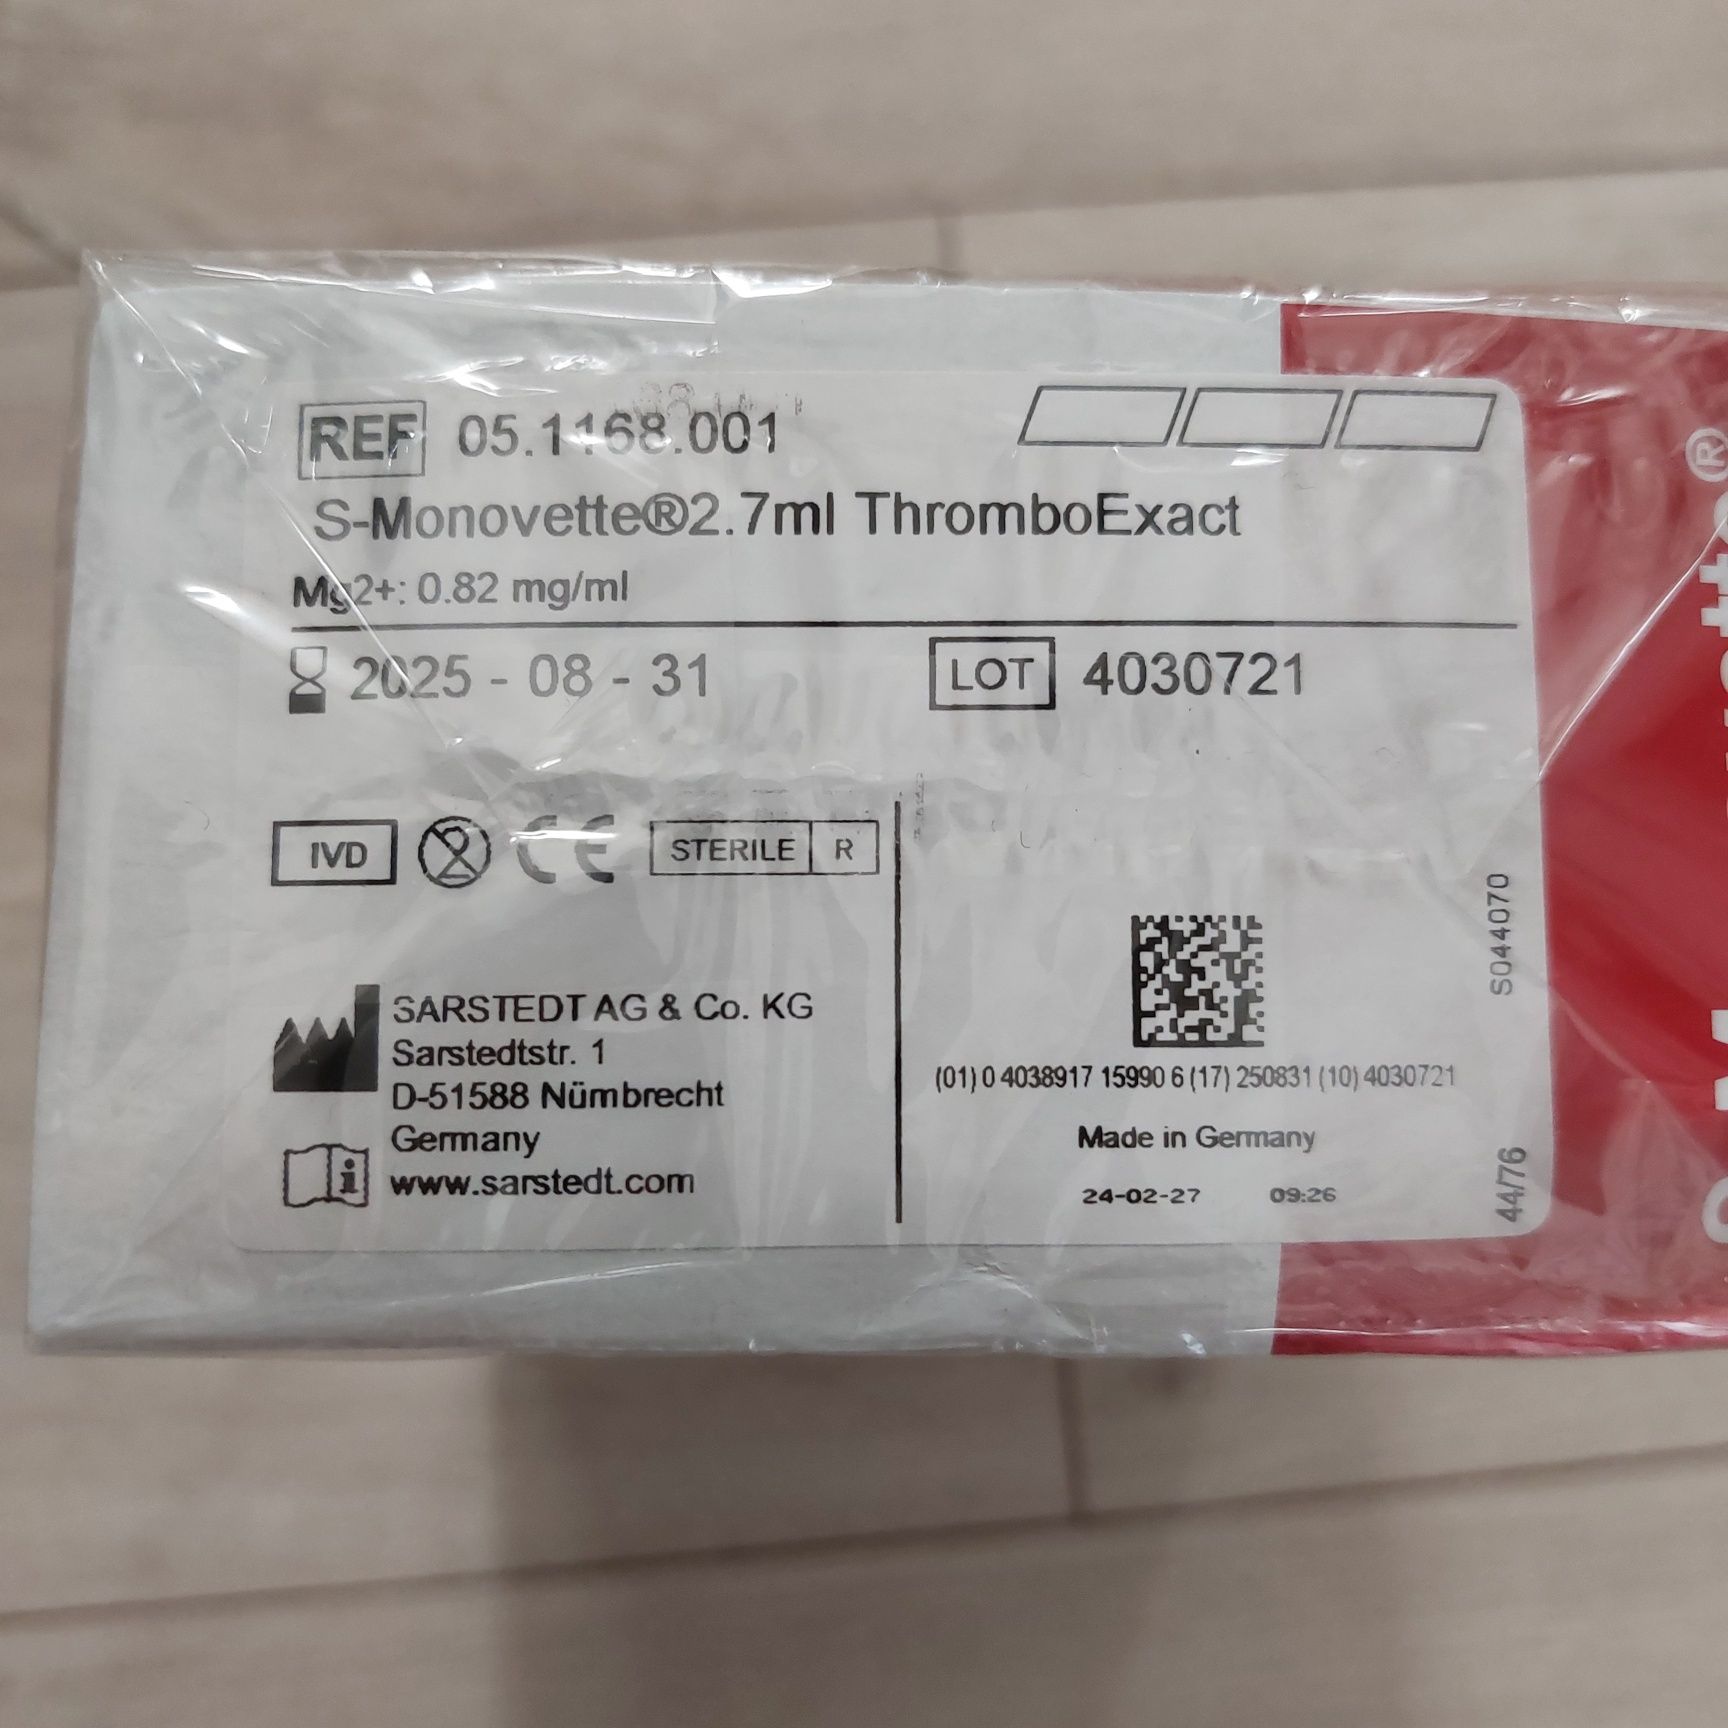 REF 05.1168.001
S-Monovette®2.7ml ThromboExact
Mg2+: 0.82 mg/ml
2025 - 08 - 31
LOT 4030721
IVD 2 CE STERILE R
SARSTEDT AG & Co. KG
Sarstedtstr. 1
D-51588 Nümbrecht
Germany
www.sarstedt.com
(01) 0 4038917 15990 6 (17) 250831 (10) 4030721
Made in Germany
24-02-27 09:26
S044070
44/76